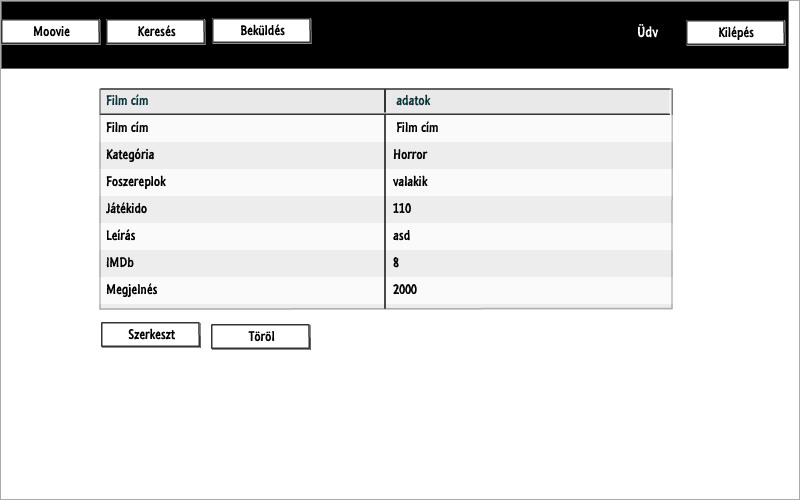 Moovie Keresés Beküldés Üdv Kilépés
Film cím adatok
Film cím Film cím
Kategória Horror
Foszereplok valakik
Játékido 110
Leírás asd
IMDb 8
Megjelnés 2000
Szerkeszt Töröl